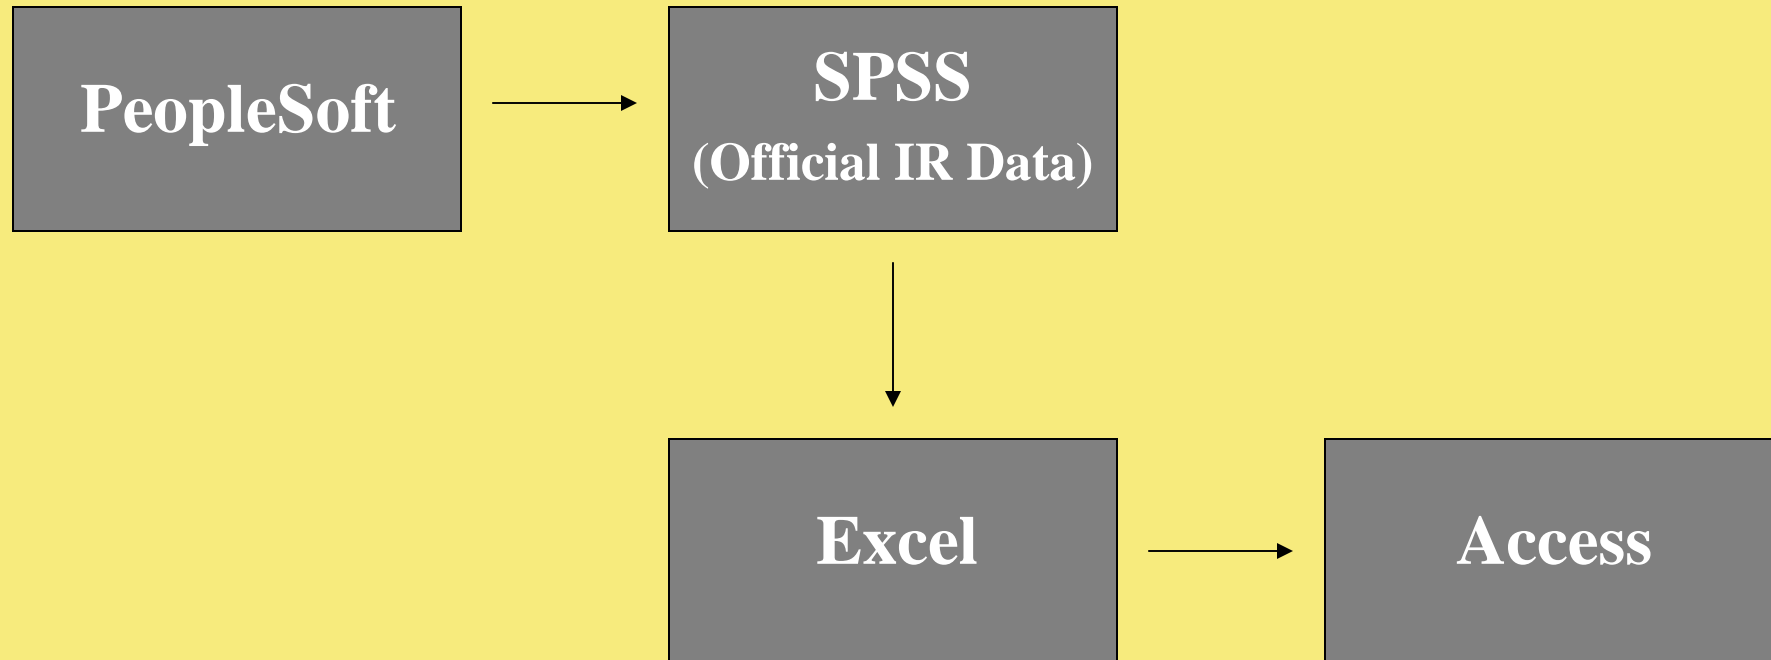 PeopleSoft
SPSS
(Official IR Data)
Excel
Access